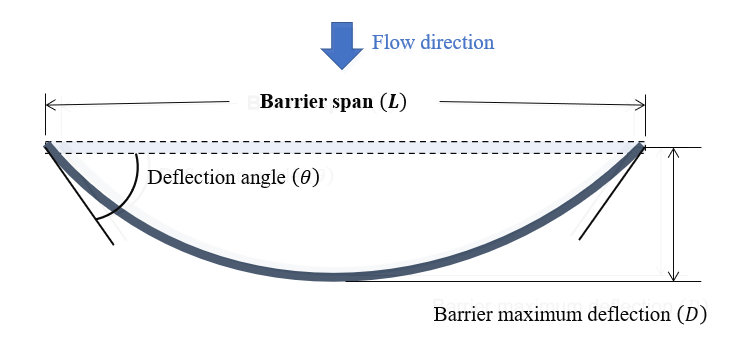 Flow direction
Barrier span (L)
Deflection angle (θ)
Barrier maximum deflection (D)